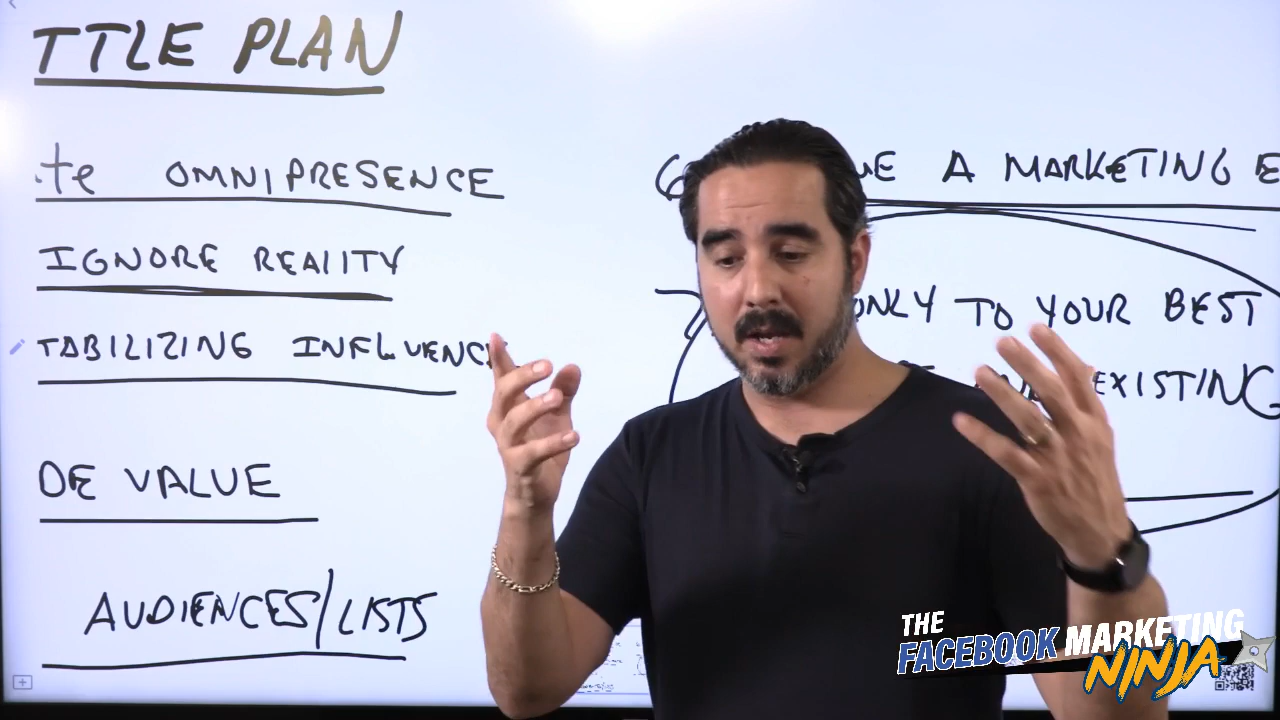 TTLE PLAN
te OMNIPRESENCE
IGNORE REALITY
TABILIZING INFLUENC
DE VALUE
AUDIENCES/LISTS
A MARKETING E
ONLY TO YOUR BEST
EXISTING
THE
FACEBOOK MARKETING
NINJA